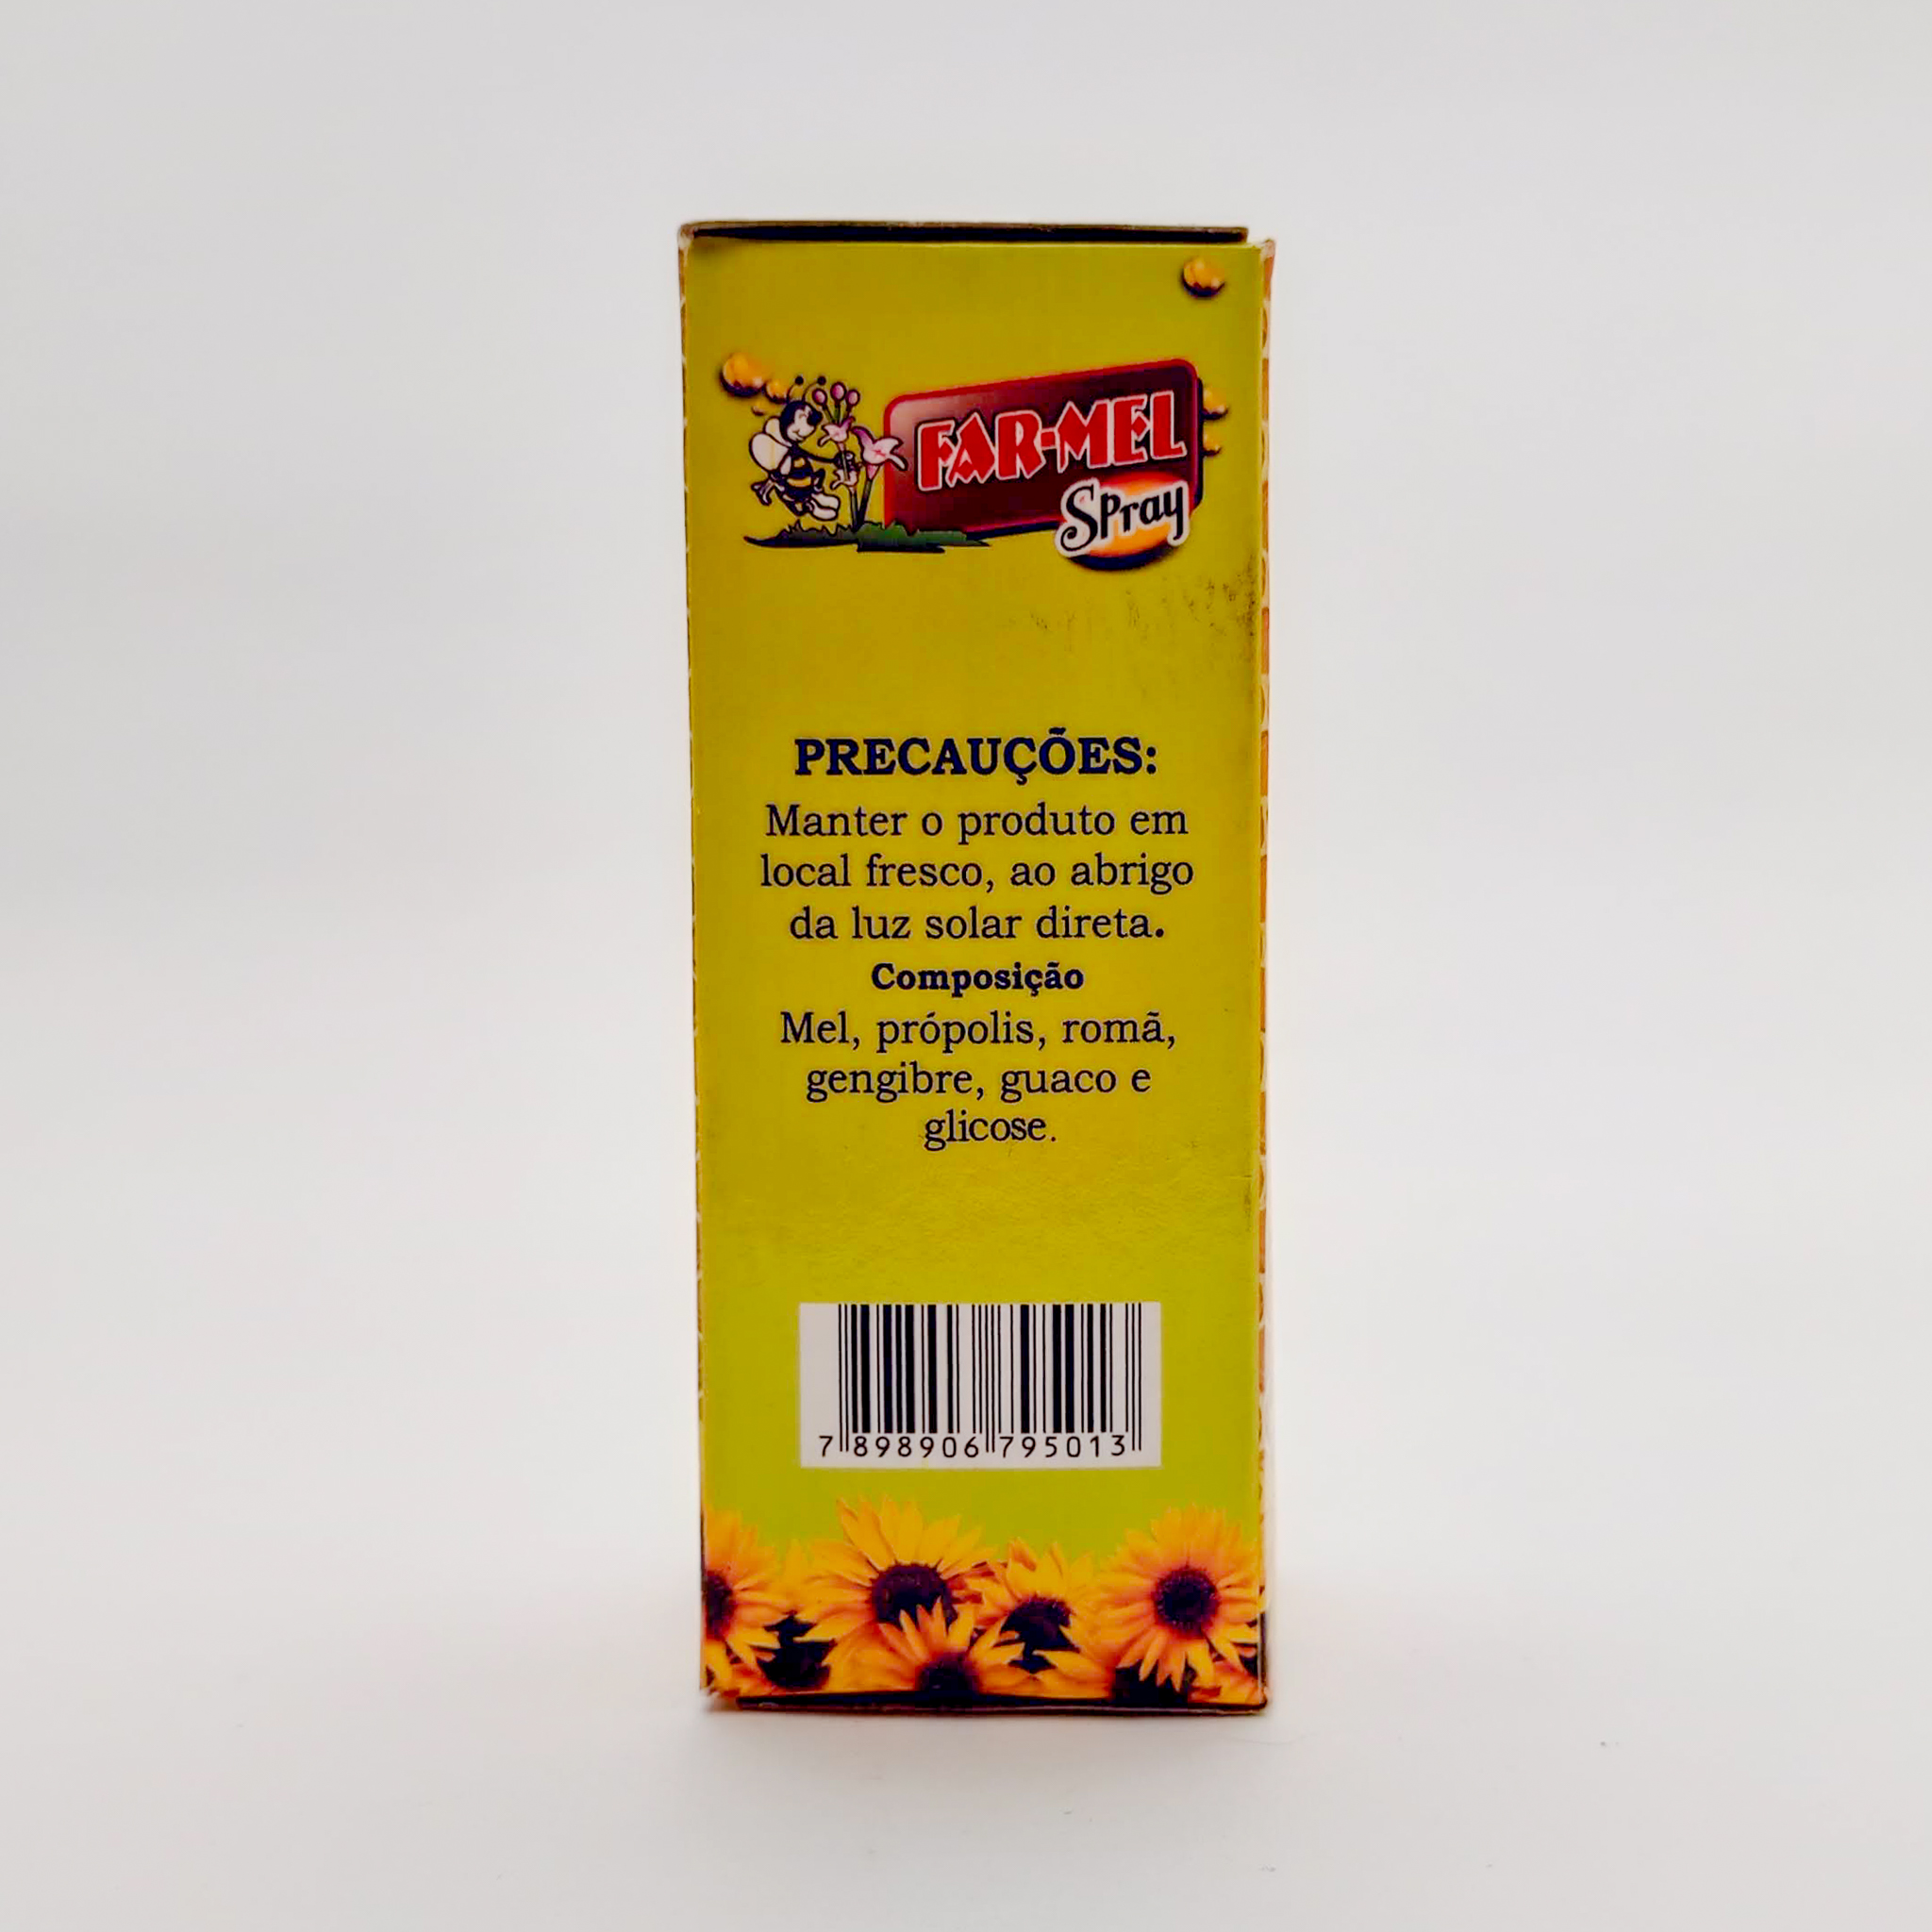 FAR-MEL
Spray
PRECAUÇÕES:
Manter o produto em
local fresco, ao abrigo
da luz solar direta.
Composição
Mel, própolis, romã,
gengibre, guaco e
glicose.
7 898906 795013